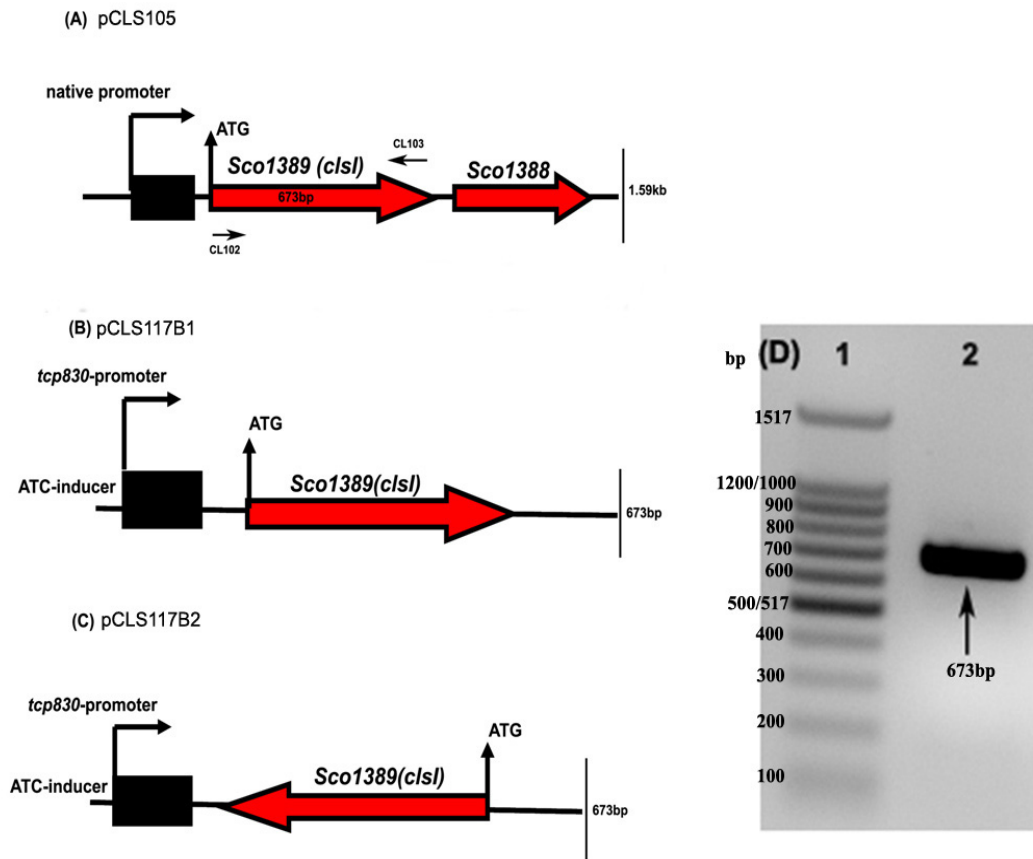 (A) pCLS105
native promoter
ATG
Sco1389 (clsI)
CL103
Sco1388
673bp
1.59kb
CL102
(B) pCLS117B1
tcp830-promoter
ATG
ATC-inducer
Sco1389(clsI)
673bp
(C) pCLS117B2
tcp830-promoter
ATG
ATC-inducer
Sco1389(clsI)
673bp
bp (D) 1 2
1517
1200/1000
900
800
700
600
500/517
400
673bp
300
200
100